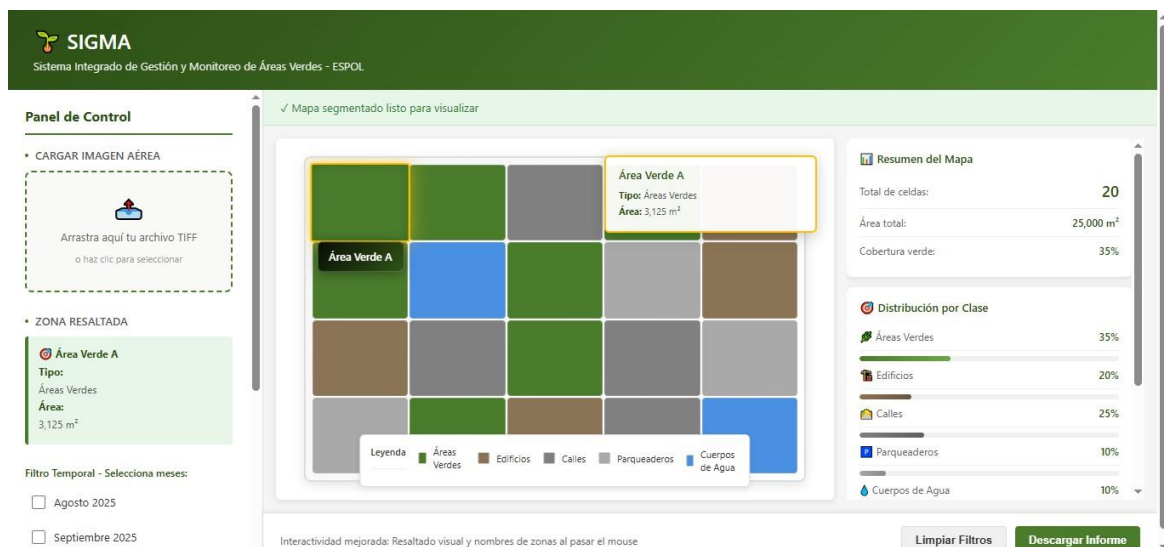 SIGMA
Sistema Integrado de Gestión y Monitoreo de Áreas Verdes - ESPOL
Panel de Control
• CARGAR IMAGEN AÉREA
Arrastra aquí tu archivo TIFF
o haz clic para seleccionar
• ZONA RESALTADA
Área Verde A
Tipo:
Áreas Verdes
Área:
3,125 m²
Filtro Temporal - Selecciona meses:
Agosto 2025
Septiembre 2025
✓ Mapa segmentado listo para visualizar
Área Verde A
Tipo: Áreas Verdes
Área: 3,125 m²
Área Verde A
Leyenda
Áreas
Verdes
Edificios
Calles
Parqueaderos
Cuerpos
de Agua
Resumen del Mapa
Total de celdas: 20
Área total: 25,000 m²
Cobertura verde: 35%
Distribución por Clase
Áreas Verdes 35%
Edificios 20%
Calles 25%
P Parqueaderos 10%
Cuerpos de Agua 10%
Interactividad mejorada: Resaltado visual y nombres de zonas al pasar el mouse
Limpiar Filtros
Descargar Informe